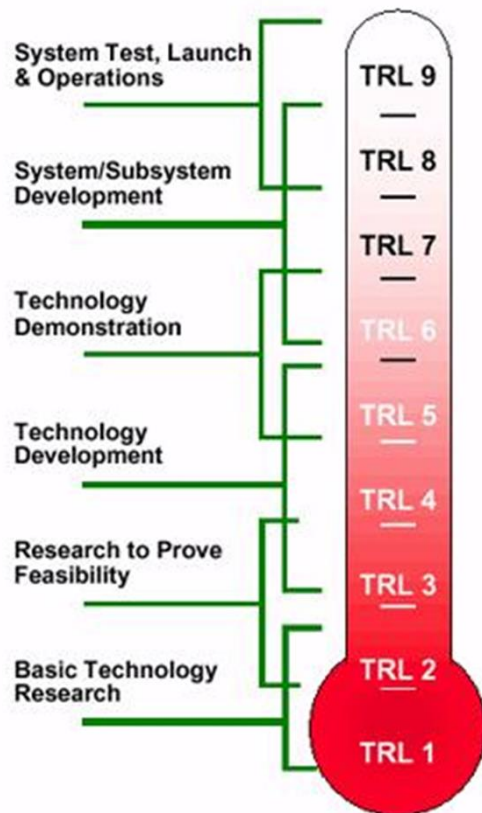 System Test, Launch
& Operations
System/Subsystem
Development
Technology
Demonstration
Technology
Development
Research to Prove
Feasibility
Basic Technology
Research
TRL 9
TRL 8
TRL 7
TRL 6
TRL 5
TRL 4
TRL 3
TRL 2
TRL 1